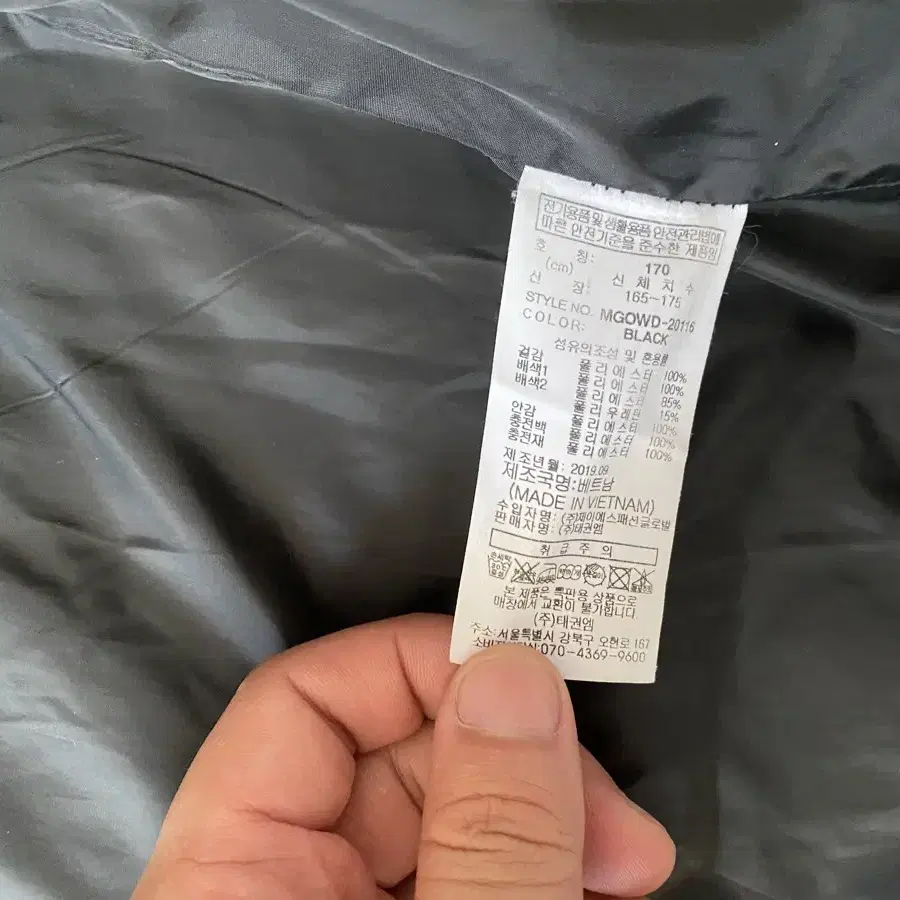 전기용품및생활용품 안전관리법에
따른 안전기준을 준수한 제품임
호 칭: 170
(cm) 신 체 치 수
신 장: 165~175
STYLE NO. MGOWD-20116
COLOR: BLACK
섬유의조성 및 혼용률
겉감 폴리에스터 100%
배색1 폴리에스터 100%
배색2 폴리에스터 85%
폴리우레탄 15%
안감 폴리에스터 100%
충전백 폴리에스터 100%
충전재 폴리에스터 100%
제조년월: 2019.09
제조국명:베트남
(MADE IN VIETNAM)
수입자명: (주)제이에스패션글로벌
판매자명: (주)태권엠
취 급 주 의
손세탁
30℃
중성
본 제품은 특판용 상품으로
매장에서 교환이 불가합니다.
(주)태권엠
주소:서울특별시 강북구 오현로 167
:070-4369-9600